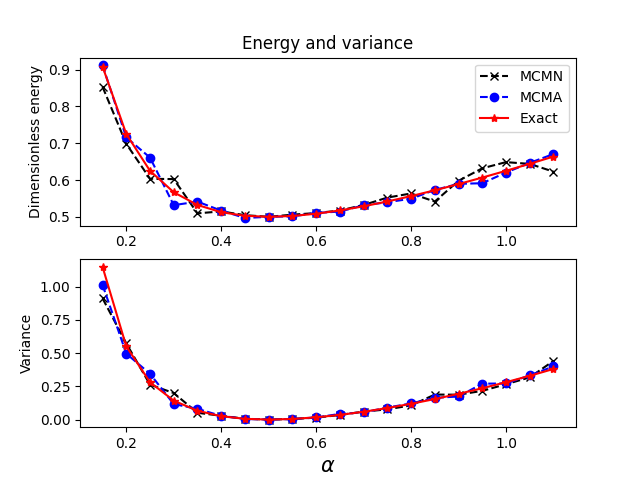 Energy and variance
Dimensionless energy
0.9
0.8
0.7
0.6
0.5
MCMN
MCMA
Exact
0.2 0.4 0.6 0.8 1.0
Variance
1.00
0.75
0.50
0.25
0.00
0.2 0.4 0.6 0.8 1.0
α